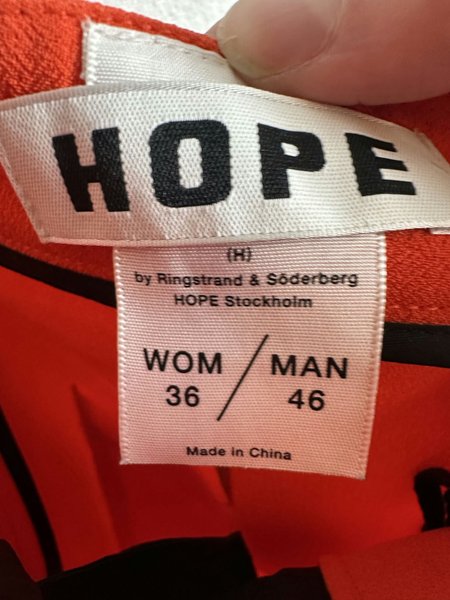 HOPE
(H)
by Ringstrand & Söderberg
HOPE Stockholm
WOM / MAN
36 46
Made in China